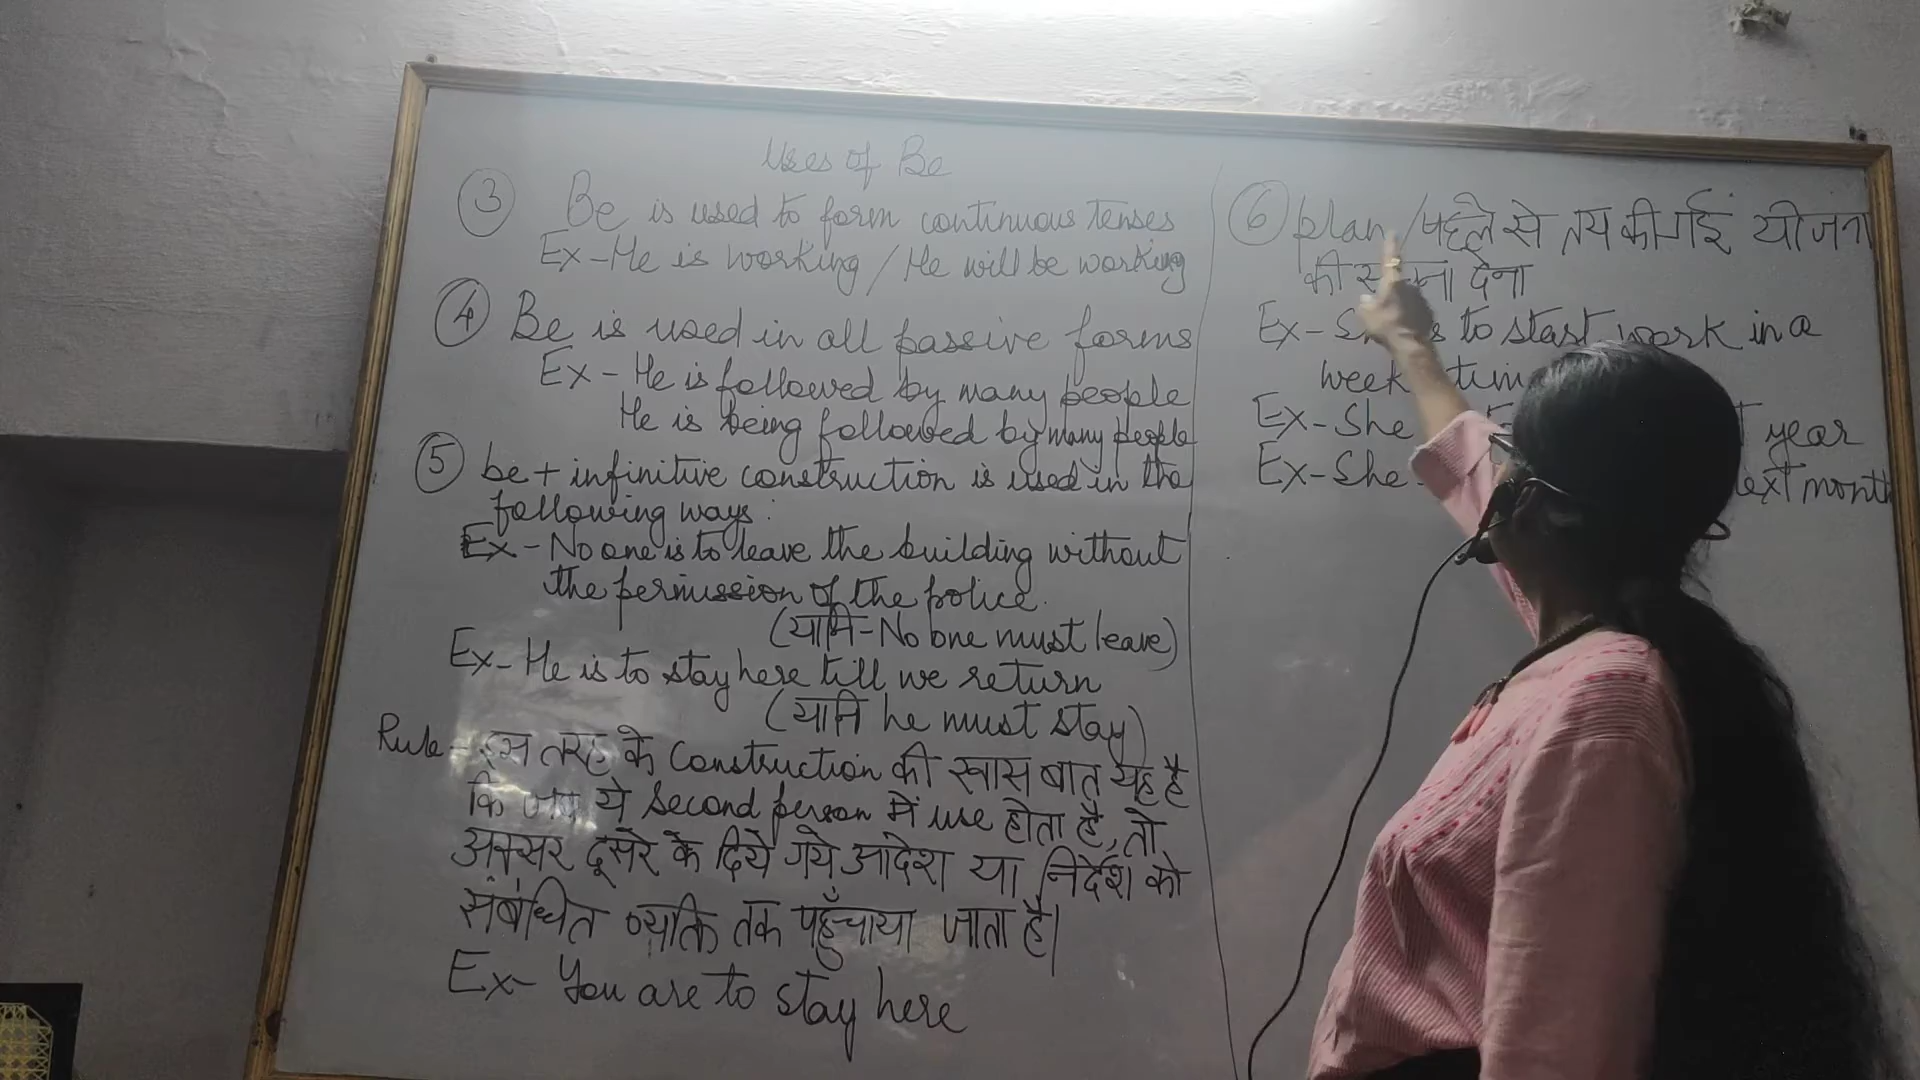 Uses of Be
③ Be is used to form continuous tenses
Ex-He is working / He will be working
④ Be is used in all passive forms
Ex - He is followed by many people
He is being followed by many people
⑤ be + infinitive construction is used in the
following ways:
Ex - No one is to leave the building without
the permission of the police.
(यानि-No one must leave)
Ex- He is to stay here till we return
(यानि he must stay)
Rule - इस तरह के Construction की खास बात यह है
कि जब ये second person में use होता है, तो
अक्सर दूसरे के दिये गये आदेश या निर्देश को
संबंधित व्यक्ति तक पहुँचाया जाता है।
Ex- You are to stay here
⑥ plan / पहले से तय की गई योजना
की देना
Ex- to start work in a
week
Ex- She year
Ex- She month